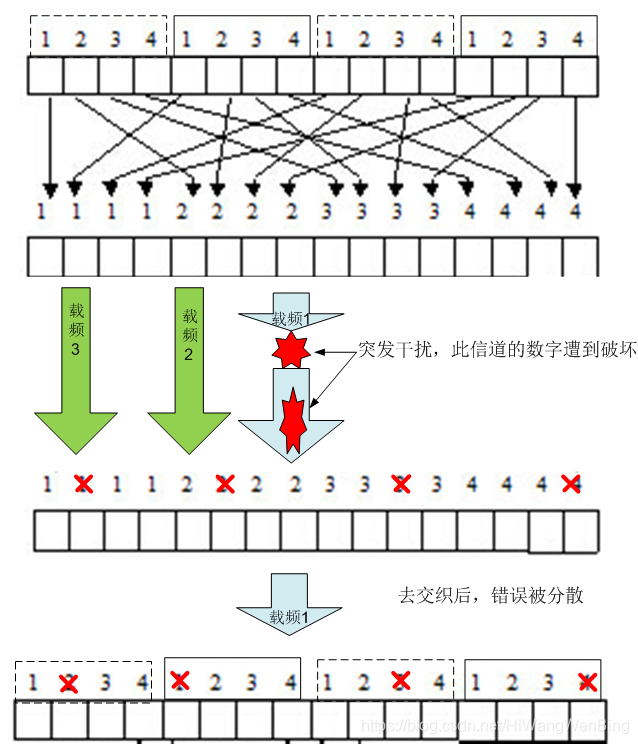 1 2 3 4 1 2 3 4 1 2 3 4 1 2 3 4
1 1 1 1 2 2 2 2 3 3 3 3 4 4 4 4
载频3
载频2
载频1
突发干扰，此信道的数字遭到破坏
1 1 1 2 2 2 3 3 3 4 4 4
载频1
去交织后，错误被分散
1 3 4 2 3 4 1 2 4 1 2 3
https://blog.csdn.net/HiWangWenBing